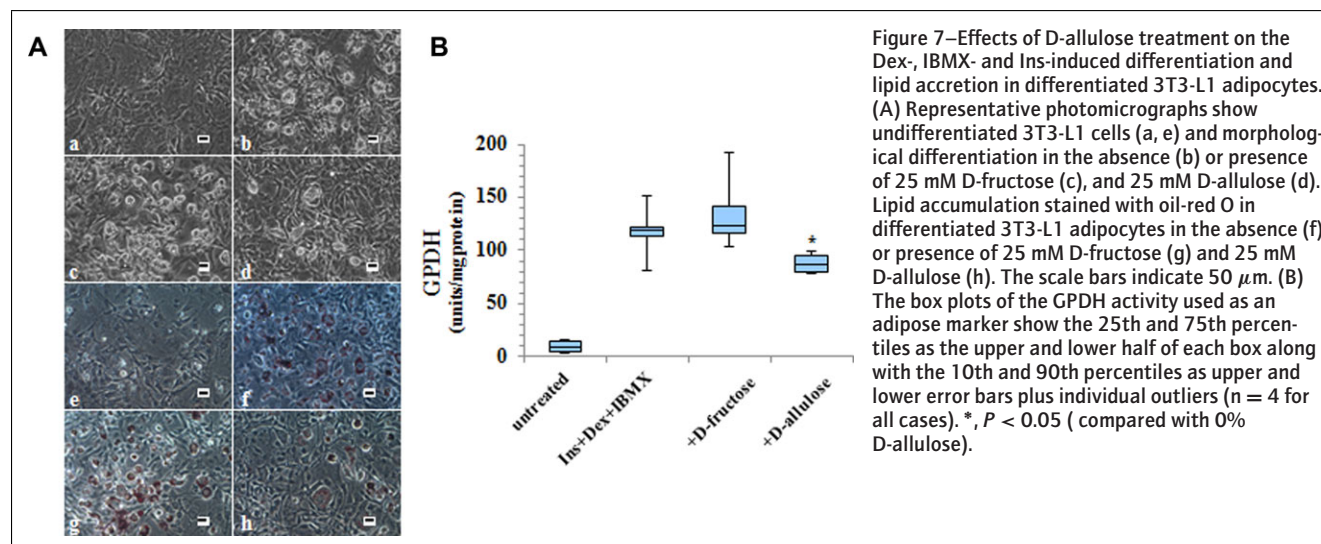 A
B
a
b
c
d
e
f
g
h
200
150
100
50
0
GPDH
(units/mgprotein)
untreated
Ins+Dex+IBMX
+D-fructose
+D-allulose
*
Figure 7–Effects of D-allulose treatment on the
Dex-, IBMX- and Ins-induced differentiation and
lipid accretion in differentiated 3T3-L1 adipocytes.
(A) Representative photomicrographs show
undifferentiated 3T3-L1 cells (a, e) and morpholog-
ical differentiation in the absence (b) or presence
of 25 mM D-fructose (c), and 25 mM D-allulose (d).
Lipid accumulation stained with oil-red O in
differentiated 3T3-L1 adipocytes in the absence (f)
or presence of 25 mM D-fructose (g) and 25 mM
D-allulose (h). The scale bars indicate 50 μm. (B)
The box plots of the GPDH activity used as an
adipose marker show the 25th and 75th percen-
tiles as the upper and lower half of each box along
with the 10th and 90th percentiles as upper and
lower error bars plus individual outliers (n = 4 for
all cases). *, P < 0.05 ( compared with 0%
D-allulose).